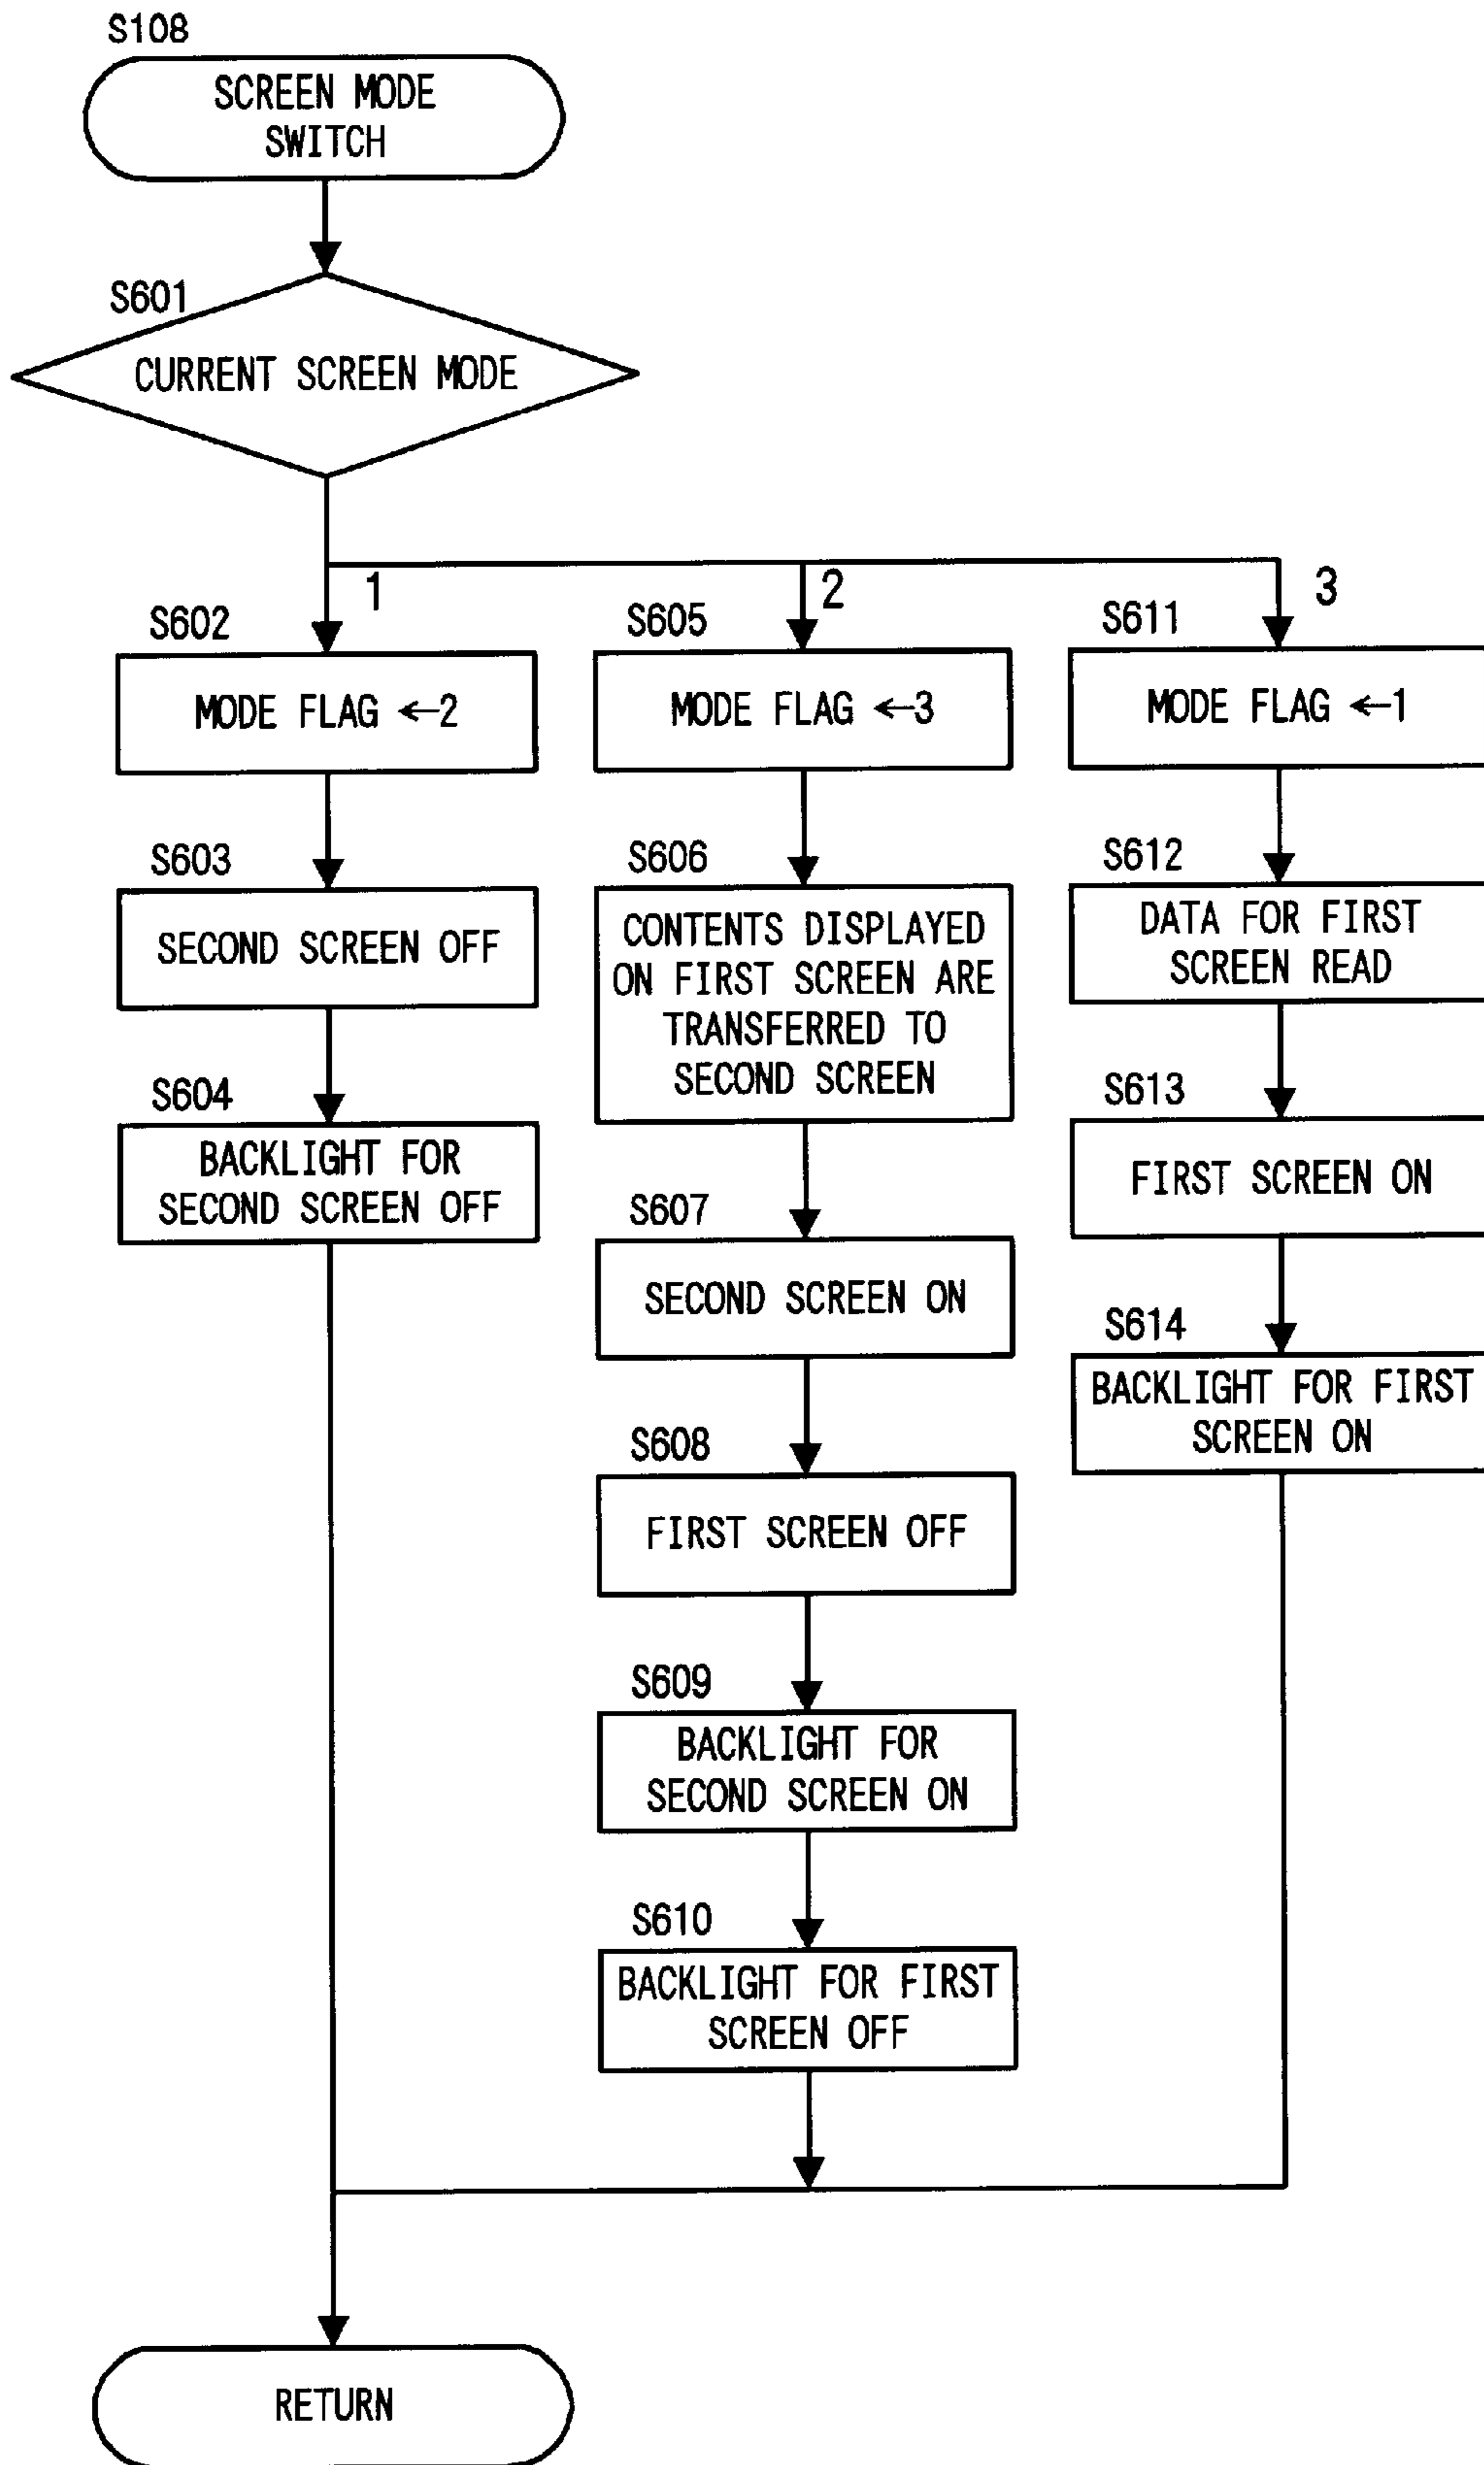 S108
SCREEN MODE
SWITCH
S601
CURRENT SCREEN MODE
1
2
3
S602
MODE FLAG ←2
S603
SECOND SCREEN OFF
S604
BACKLIGHT FOR
SECOND SCREEN OFF
S605
MODE FLAG ←3
S606
CONTENTS DISPLAYED
ON FIRST SCREEN ARE
TRANSFERRED TO
SECOND SCREEN
S607
SECOND SCREEN ON
S608
FIRST SCREEN OFF
S609
BACKLIGHT FOR
SECOND SCREEN ON
S610
BACKLIGHT FOR FIRST
SCREEN OFF
S611
MODE FLAG ←1
S612
DATA FOR FIRST
SCREEN READ
S613
FIRST SCREEN ON
S614
BACKLIGHT FOR FIRST
SCREEN ON
RETURN